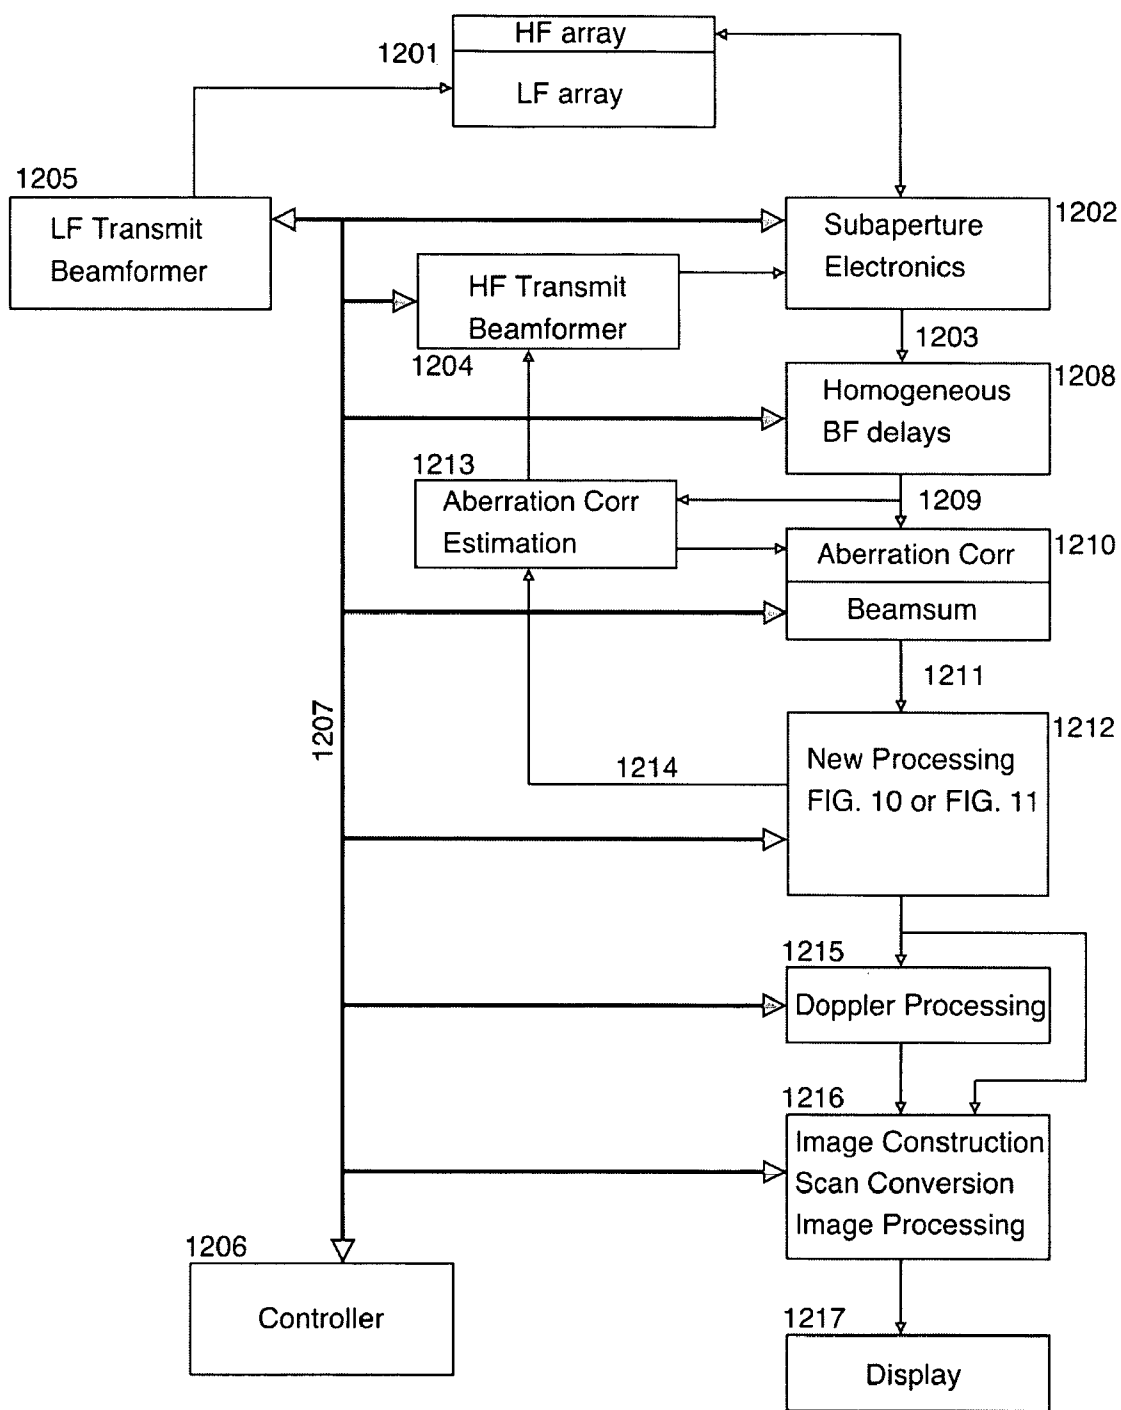 HF array
1201
LF array
1205
LF Transmit
Beamformer
1202
Subaperture
Electronics
HF Transmit
Beamformer
1204
1203
1208
Homogeneous
BF delays
1213
Aberration Corr
Estimation
1209
1210
Aberration Corr
Beamsum
1211
1207
1212
New Processing
FIG. 10 or FIG. 11
1214
1215
Doppler Processing
1216
Image Construction
Scan Conversion
Image Processing
1206
Controller
1217
Display